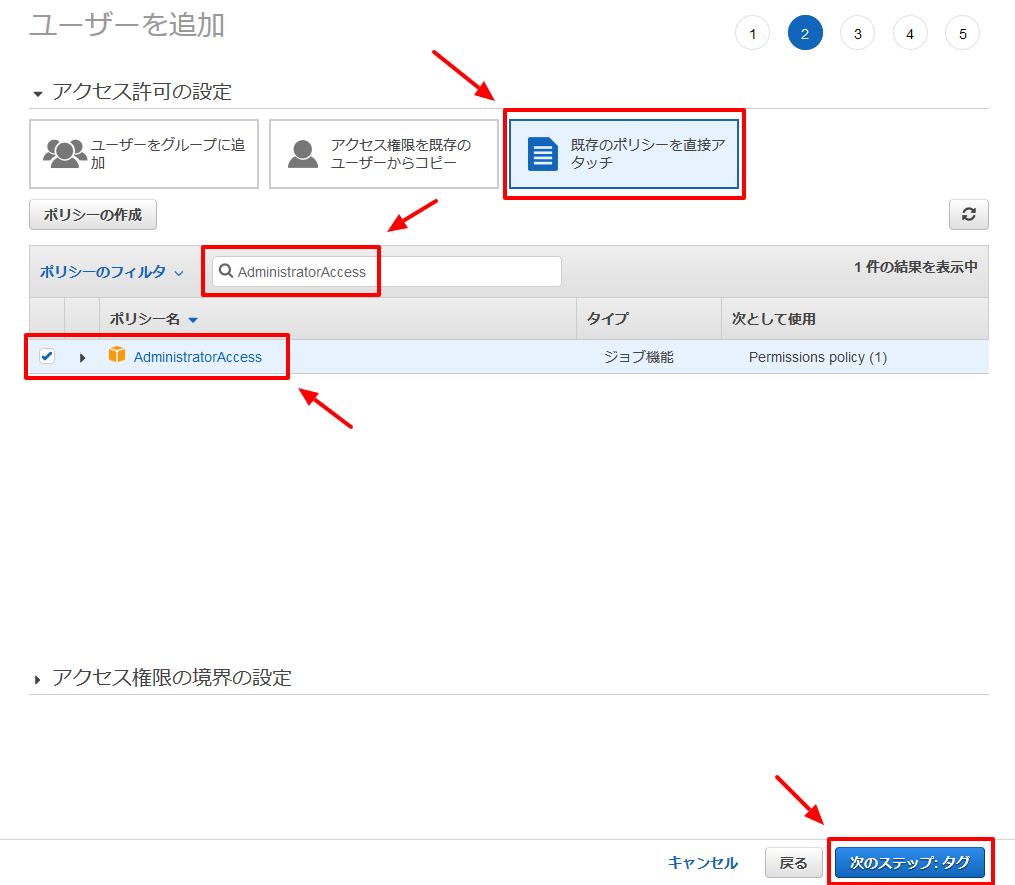 ユーザーを追加
1 2 3 4 5
アクセス許可の設定
ユーザーをグループに追
加
アクセス権限を既存の
ユーザーからコピー
既存のポリシーを直接ア
タッチ
ポリシーの作成
ポリシーのフィルタ
AdministratorAccess
1 件の結果を表示中
ポリシー名 タイプ 次として使用
AdministratorAccess ジョブ機能 Permissions policy (1)
アクセス権限の境界の設定
キャンセル 戻る 次のステップ: タグ